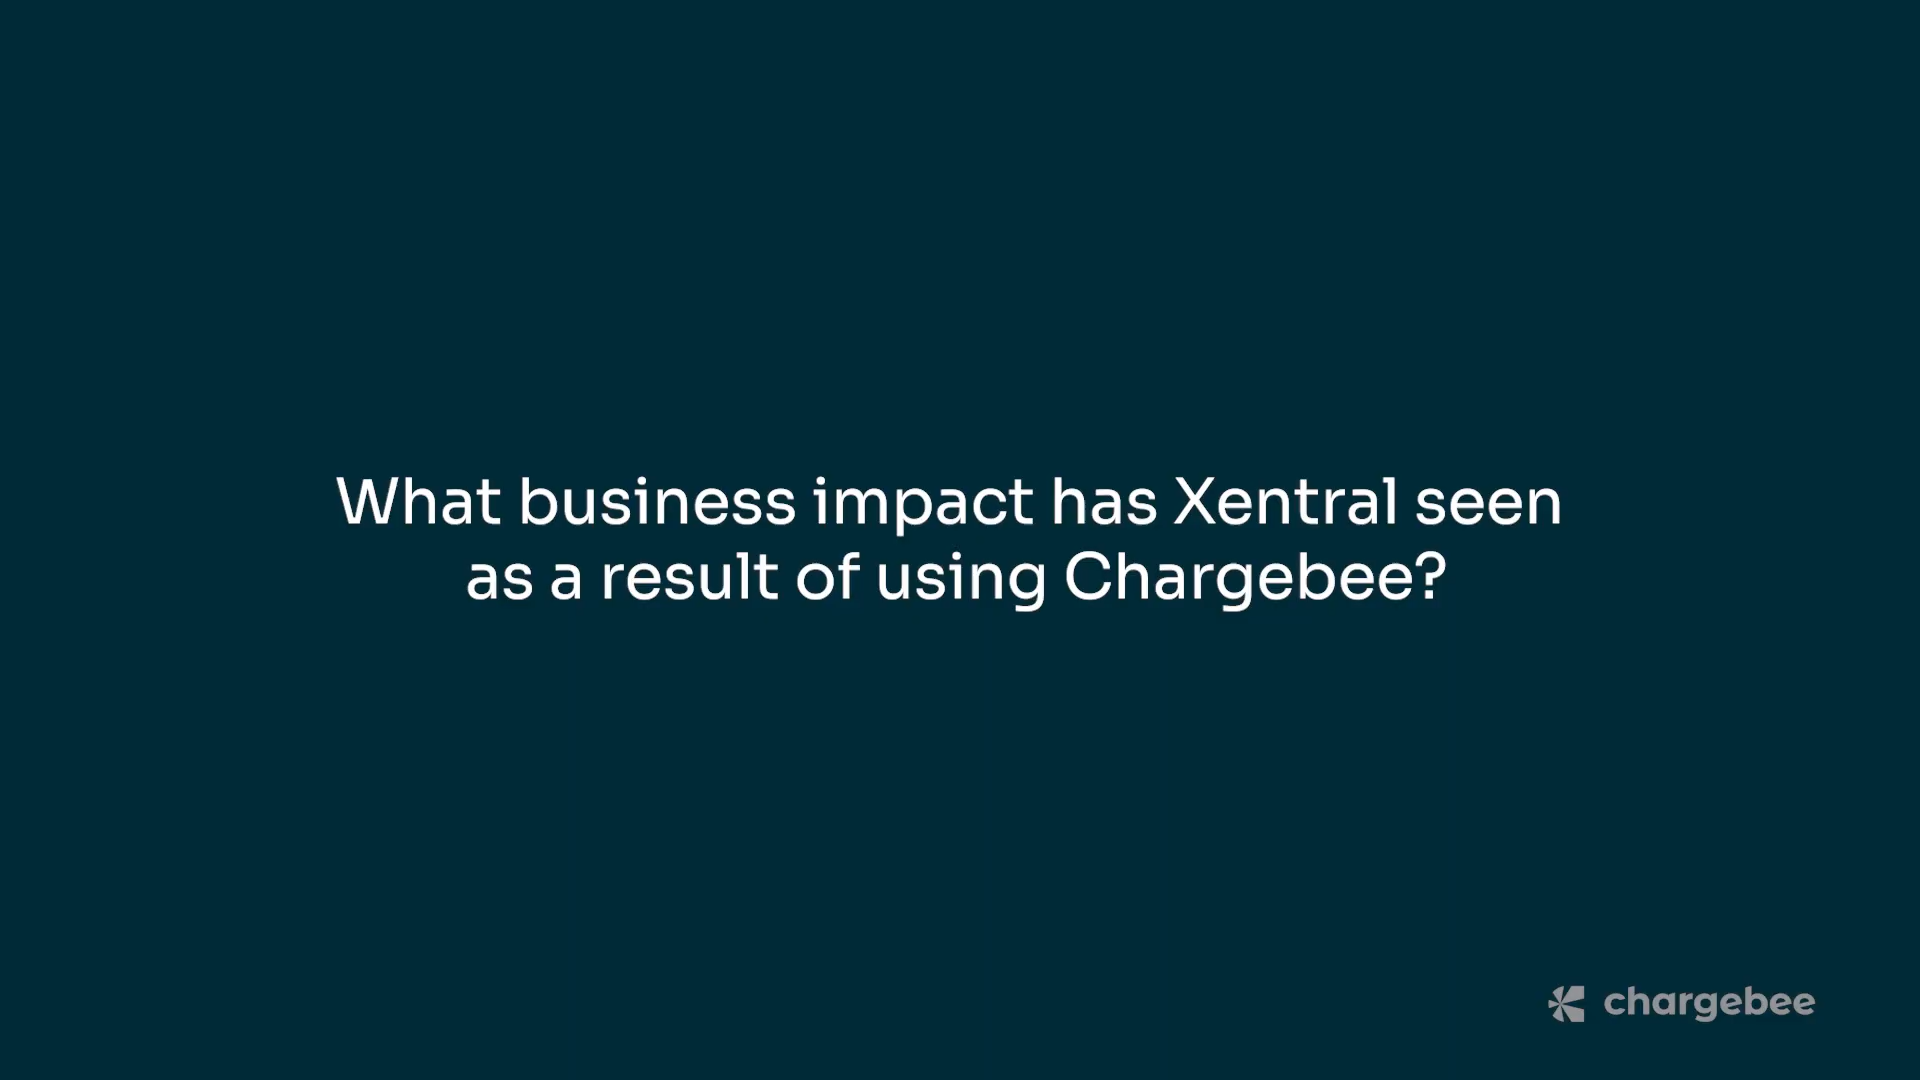 What business impact has Xentral seen
as a result of using Chargebee?
chargebee